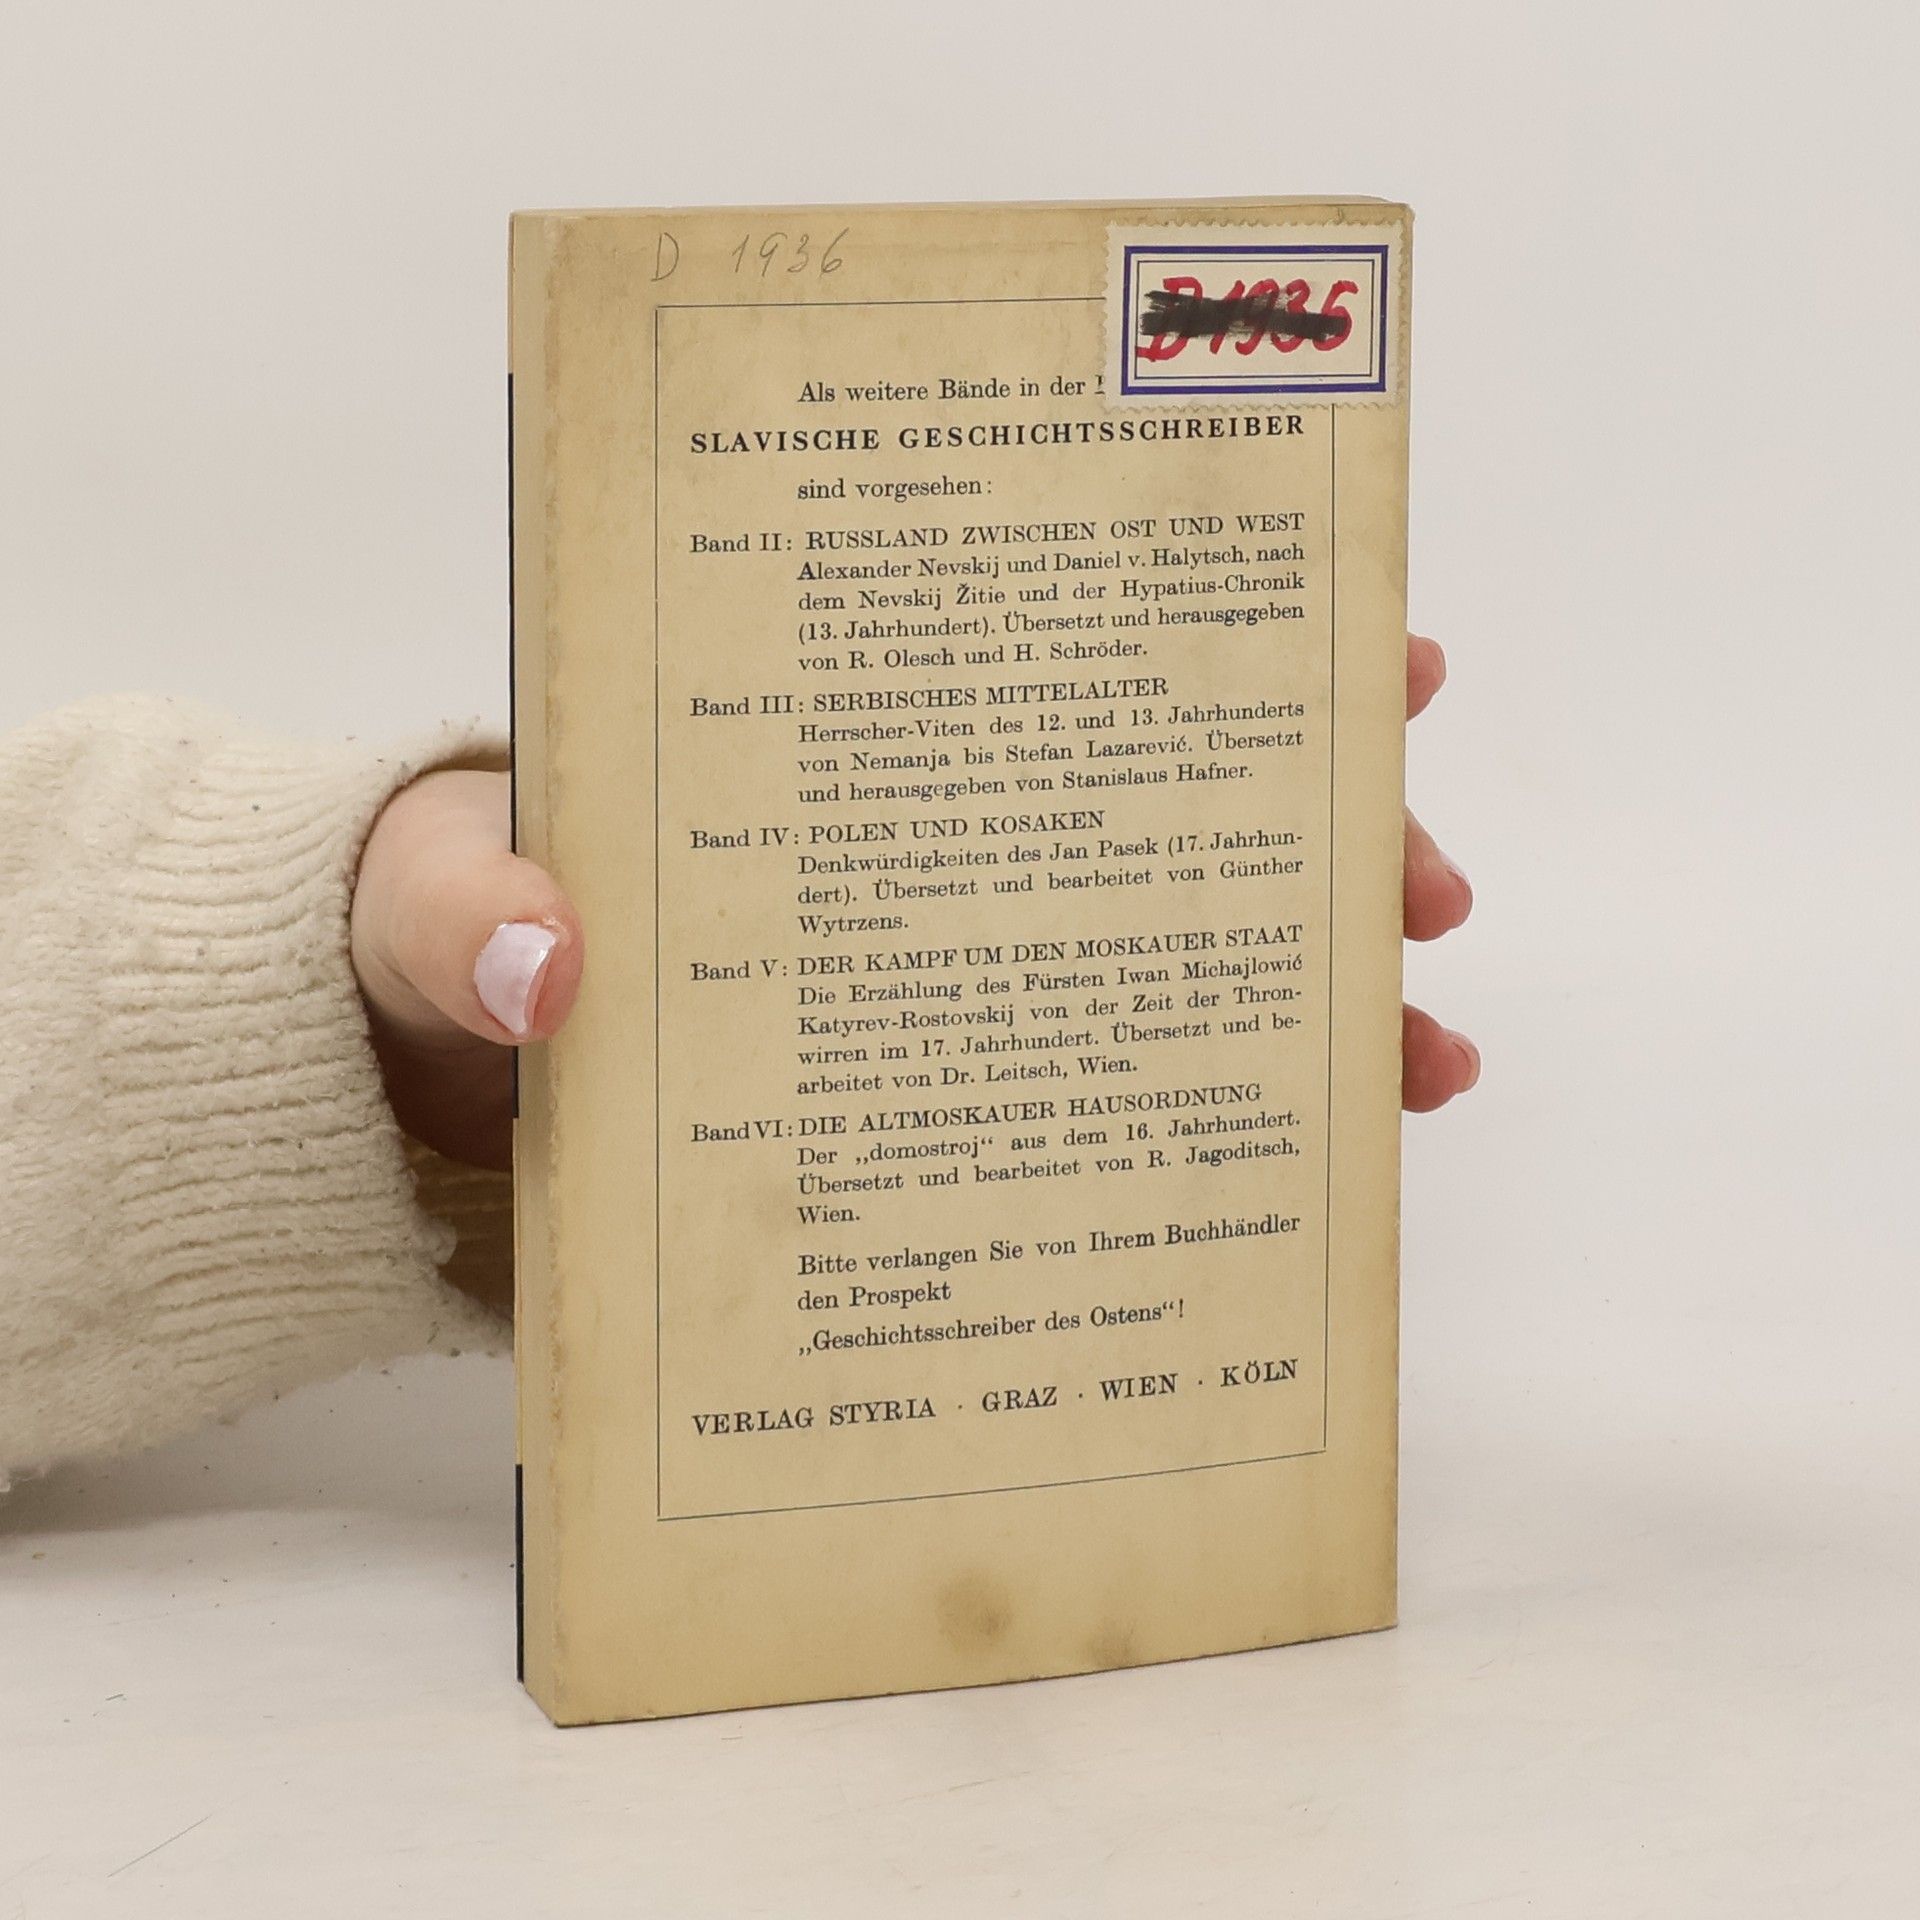 D 1936
D 1936
Als weitere Bände in der
SLAVISCHE GESCHICHTSSCHREIBER
sind vorgesehen:
Band II: RUSSLAND ZWISCHEN OST UND WEST
Alexander Nevskij und Daniel v. Halytsch, nach
dem Nevskij Žitie und der Hypatius-Chronik
(13. Jahrhundert). Übersetzt und herausgegeben
von R. Olesch und H. Schröder.
Band III: SERBISCHES MITTELALTER
Herrscher-Viten des 12. und 13. Jahrhunderts
von Nemanja bis Stefan Lazarević. Übersetzt
und herausgegeben von Stanislaus Hafner.
Band IV: POLEN UND KOSAKEN
Denkwürdigkeiten des Jan Pasek (17. Jahrhun-
dert). Übersetzt und bearbeitet von Günther
Wytrzens.
Band V: DER KAMPF UM DEN MOSKAUER STAAT
Die Erzählung des Fürsten Iwan Michajlowić
Katyrev-Rostovskij von der Zeit der Thron-
wirren im 17. Jahrhundert. Übersetzt und be-
arbeitet von Dr. Leitsch, Wien.
Band VI: DIE ALTMOSKAUER HAUSORDNUNG
Der „domostroj“ aus dem 16. Jahrhundert.
Übersetzt und bearbeitet von R. Jagoditsch,
Wien.
Bitte verlangen Sie von Ihrem Buchhändler
den Prospekt
„Geschichtsschreiber des Ostens“!
VERLAG STYRIA · GRAZ · WIEN · KÖLN